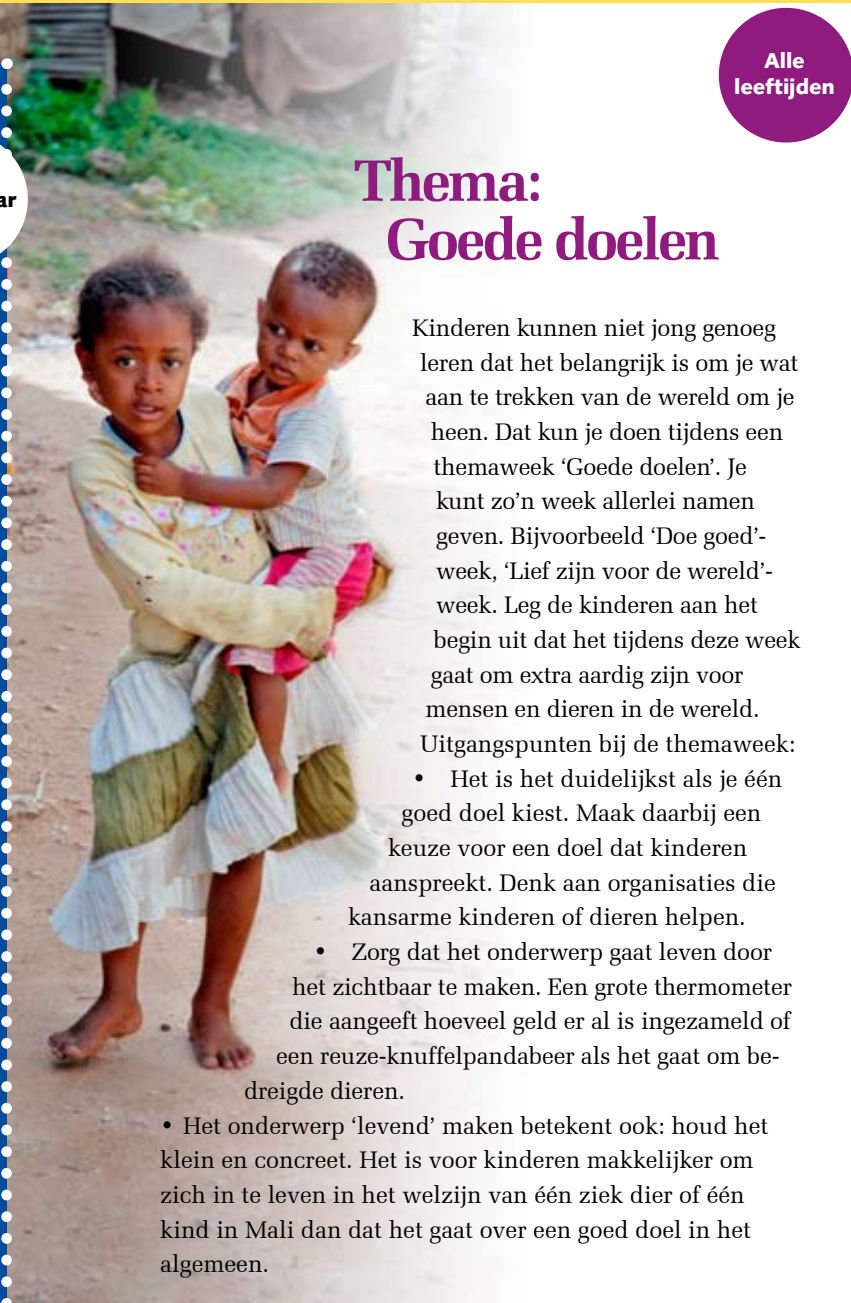 Alle
leeftijden
ar
Thema:
Goede doelen
Kinderen kunnen niet jong genoeg
leren dat het belangrijk is om je wat
aan te trekken van de wereld om je
heen. Dat kun je doen tijdens een
themaweek ‘Goede doelen’. Je
kunt zo’n week allerlei namen
geven. Bijvoorbeeld ‘Doe goed’-
week, ‘Lief zijn voor de wereld’-
week. Leg de kinderen aan het
begin uit dat het tijdens deze week
gaat om extra aardig zijn voor
mensen en dieren in de wereld.
Uitgangspunten bij de themaweek:
• Het is het duidelijkst als je één
goed doel kiest. Maak daarbij een
keuze voor een doel dat kinderen
aanspreekt. Denk aan organisaties die
kansarme kinderen of dieren helpen.
• Zorg dat het onderwerp gaat leven door
het zichtbaar te maken. Een grote thermometer
die aangeeft hoeveel geld er al is ingezameld of
een reuze-knuffelpandabeer als het gaat om be-
dreigde dieren.
• Het onderwerp ‘levend’ maken betekent ook: houd het
klein en concreet. Het is voor kinderen makkelijker om
zich in te leven in het welzijn van één ziek dier of één
kind in Mali dan dat het gaat over een goed doel in het
algemeen.